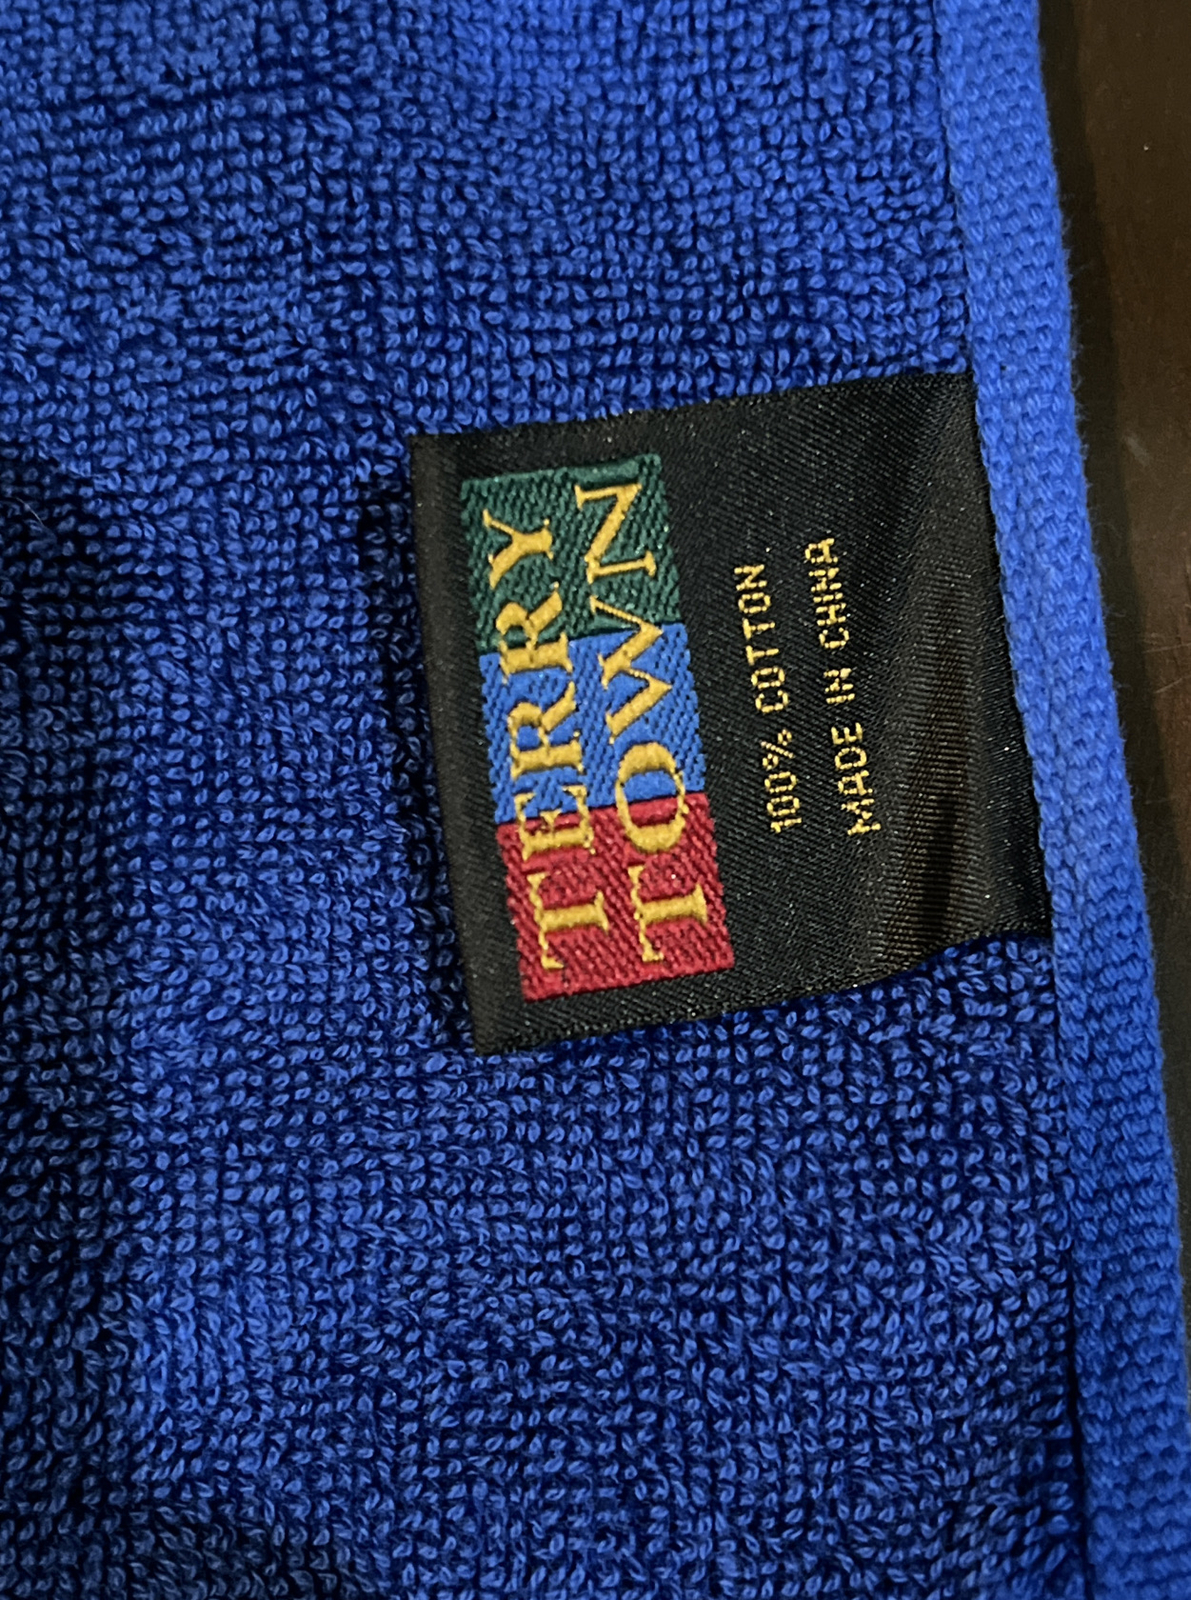 TERRY
TOWN
100% COTTON
MADE IN CHINA